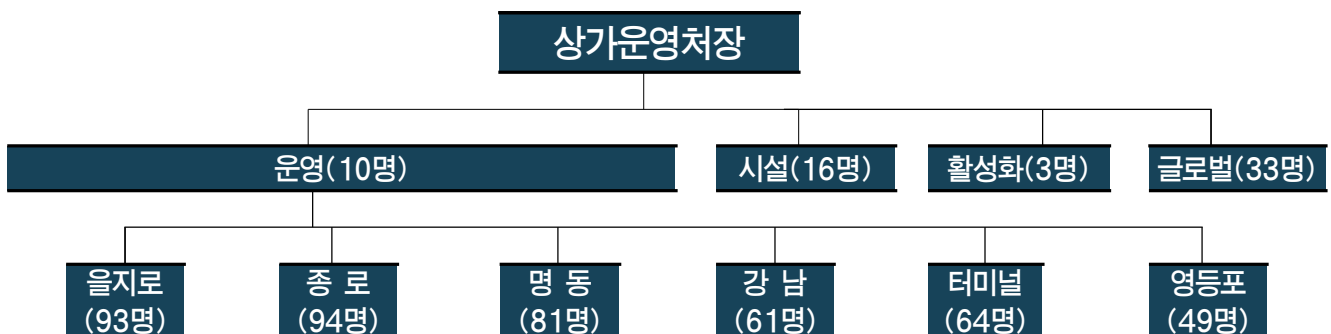 상가운영처장
운영(10명) 시설(16명) 활성화(3명) 글로벌(33명)
을지로 종 로 명 동 강 남 터미널 영등포
(93명) (94명) (81명) (61명) (64명) (49명)